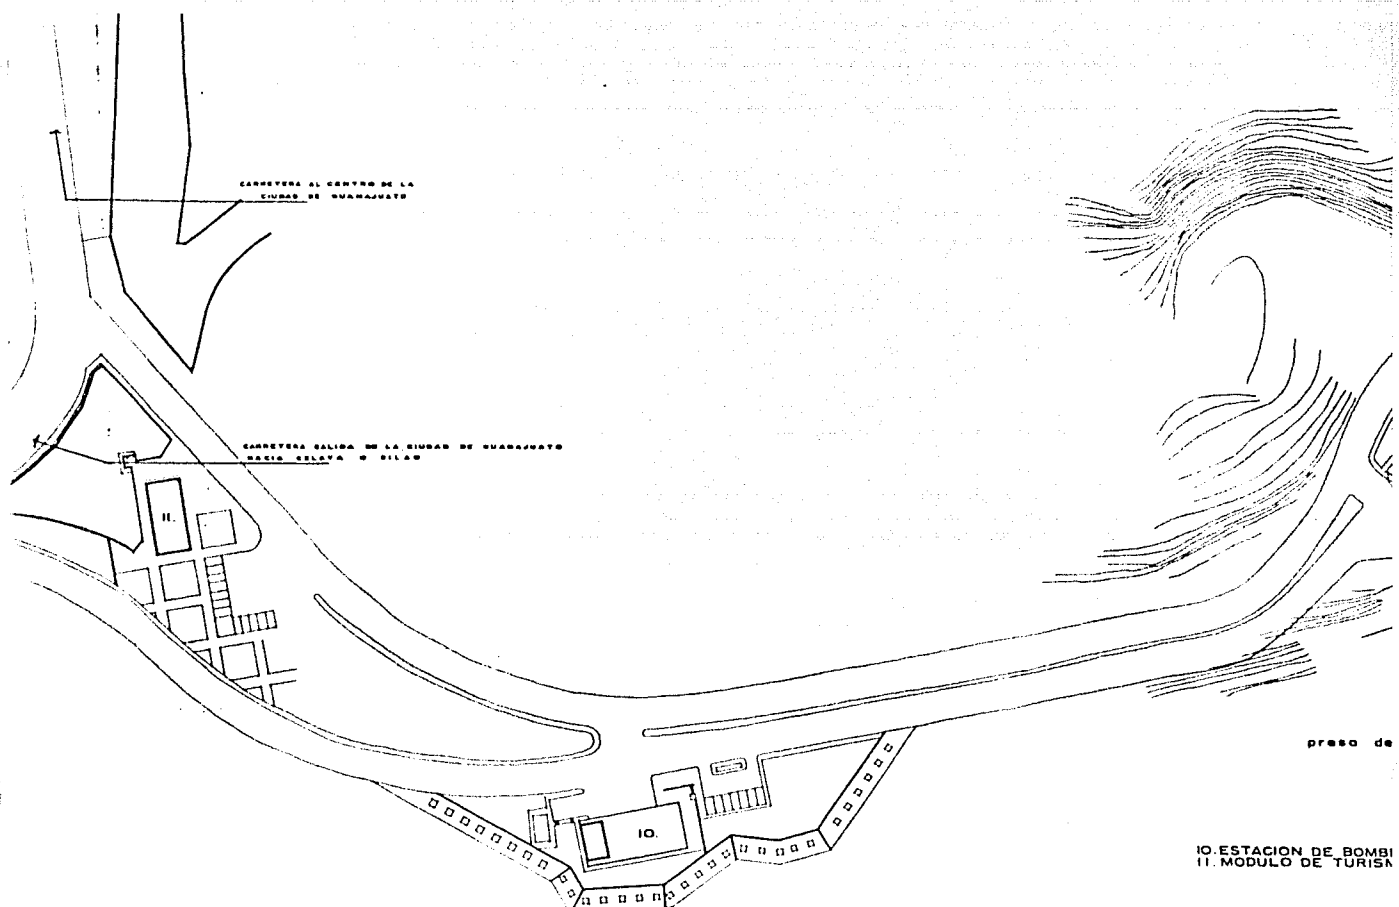 CARRETERA AL CENTRO DE LA
CIUDAD DE GUANAJUATO
CARRETERA SALIDA DE LA CIUDAD DE GUANAJUATO
HACIA CELAYA O SILAO
11.
10.
presa de
10. ESTACION DE BOMBE
11. MODULO DE TURISM